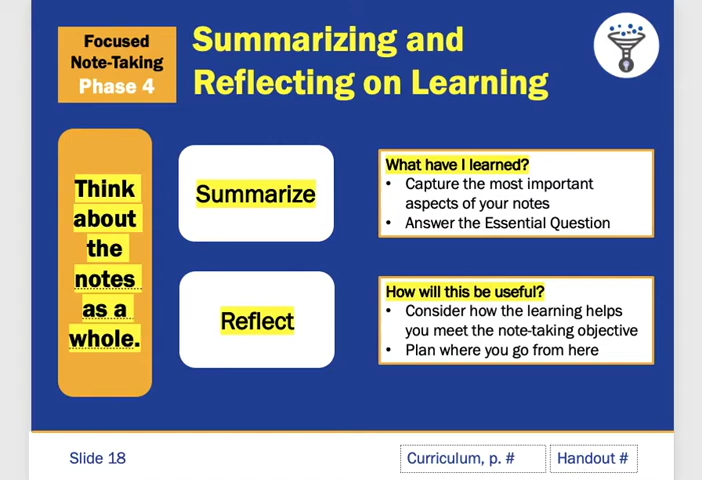 Focused
Note-Taking
Phase 4
Summarizing and
Reflecting on Learning
Think
about
the
notes
as a
whole.
Summarize
What have I learned?
• Capture the most important
aspects of your notes
• Answer the Essential Question
Reflect
How will this be useful?
• Consider how the learning helps
you meet the note-taking objective
• Plan where you go from here
Slide 18
Curriculum, p. #
Handout #